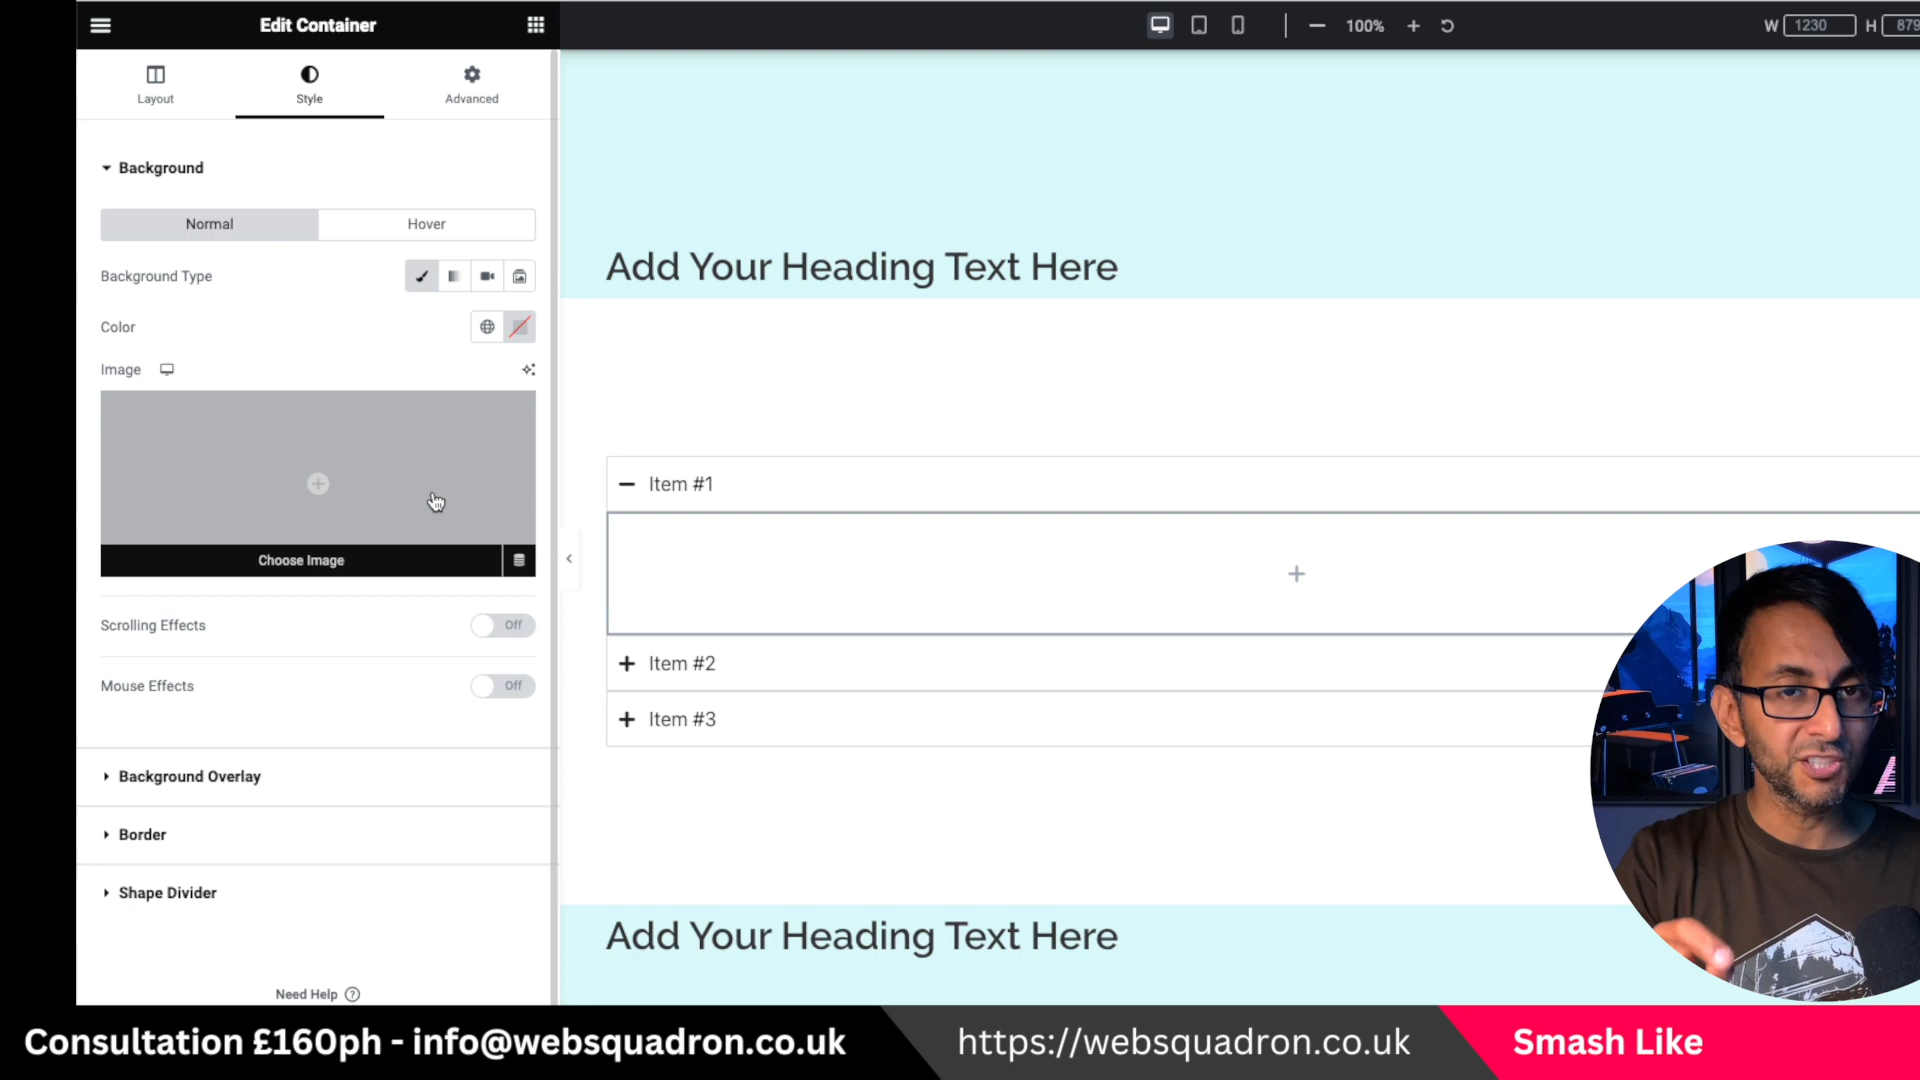 Edit Container
100%
W 1230 H 879
Layout
Style
Advanced
Background
Normal
Hover
Background Type
Color
Image
Choose Image
Scrolling Effects
Off
Mouse Effects
Off
Background Overlay
Border
Shape Divider
Need Help ?
Add Your Heading Text Here
Item #1
Item #2
Item #3
Add Your Heading Text Here
Consultation £160ph - info@websquadron.co.uk
https://websquadron.co.uk
Smash Like